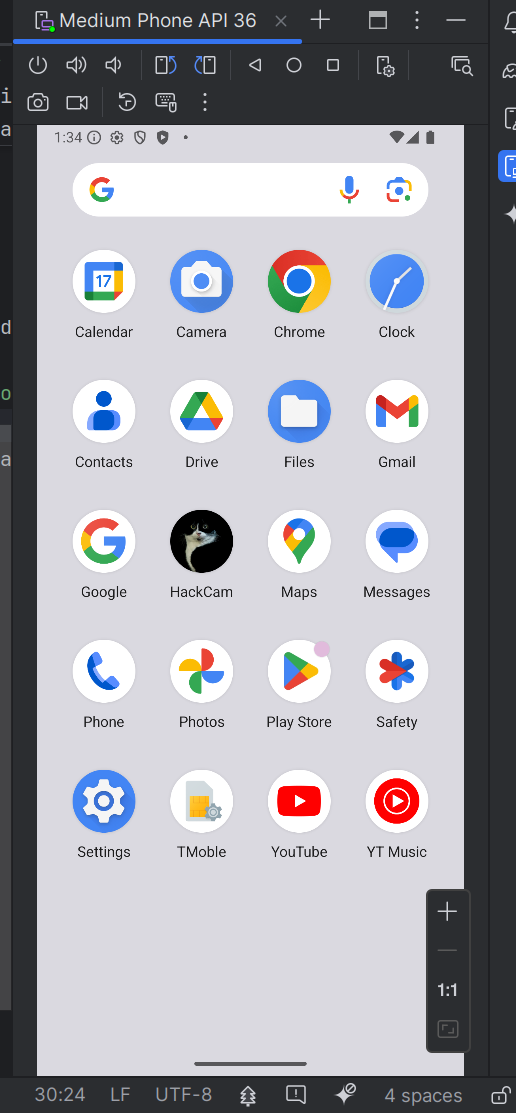 Medium Phone API 36
i
a
1:34
17
Calendar Camera Chrome Clock
d
o
Contacts Drive Files Gmail
a
Google HackCam Maps Messages
Phone Photos Play Store Safety
Settings TMoble YouTube YT Music
1:1
30:24 LF UTF-8 4 spaces